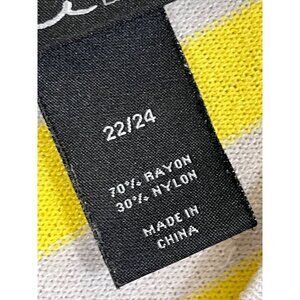 22/24
70% RAYON
30% NYLON
MADE IN
CHINA